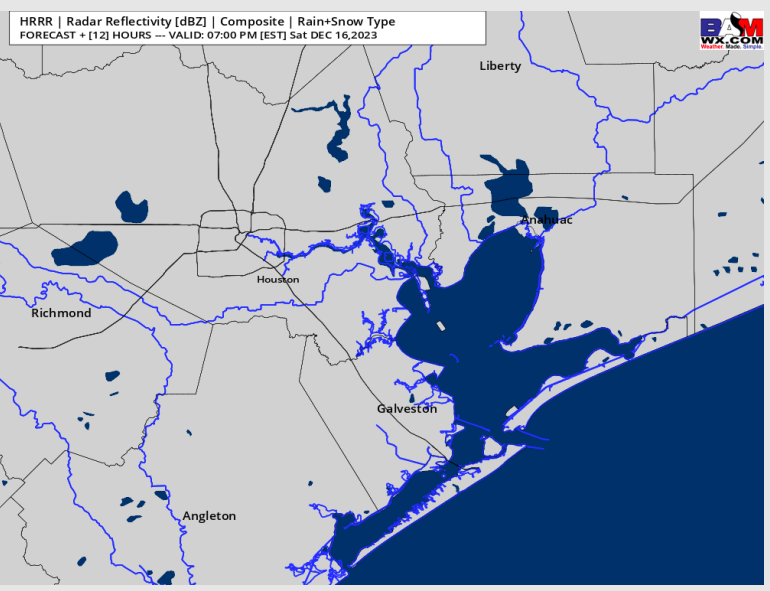 HRRR | Radar Reflectivity [dBZ] | Composite | Rain+Snow Type
FORECAST + [12] HOURS --- VALID: 07:00 PM [EST] Sat DEC 16,2023
BAM
WX.COM
Weather. Made. Simple.
Liberty
Anahuac
Houston
Richmond
Galveston
Angleton